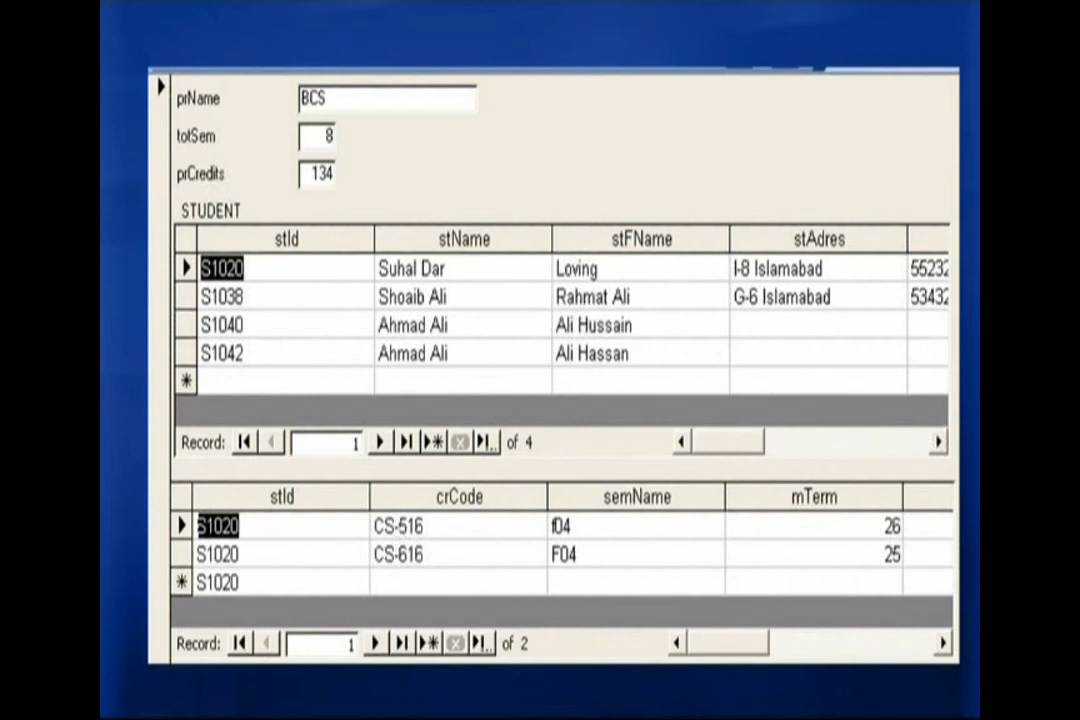 prName BCS
totSem 8
prCredits 134
STUDENT
stId stName stFName stAdres
S1020 Suhal Dar Loving I-8 Islamabad 55232
S1038 Shoaib Ali Rahmat Ali G-6 Islamabad 53432
S1040 Ahmad Ali Ali Hussain
S1042 Ahmad Ali Ali Hassan
Record: 1 of 4
stId crCode semName mTerm
S1020 CS-516 f04 26
S1020 CS-616 F04 25
S1020
Record: 1 of 2